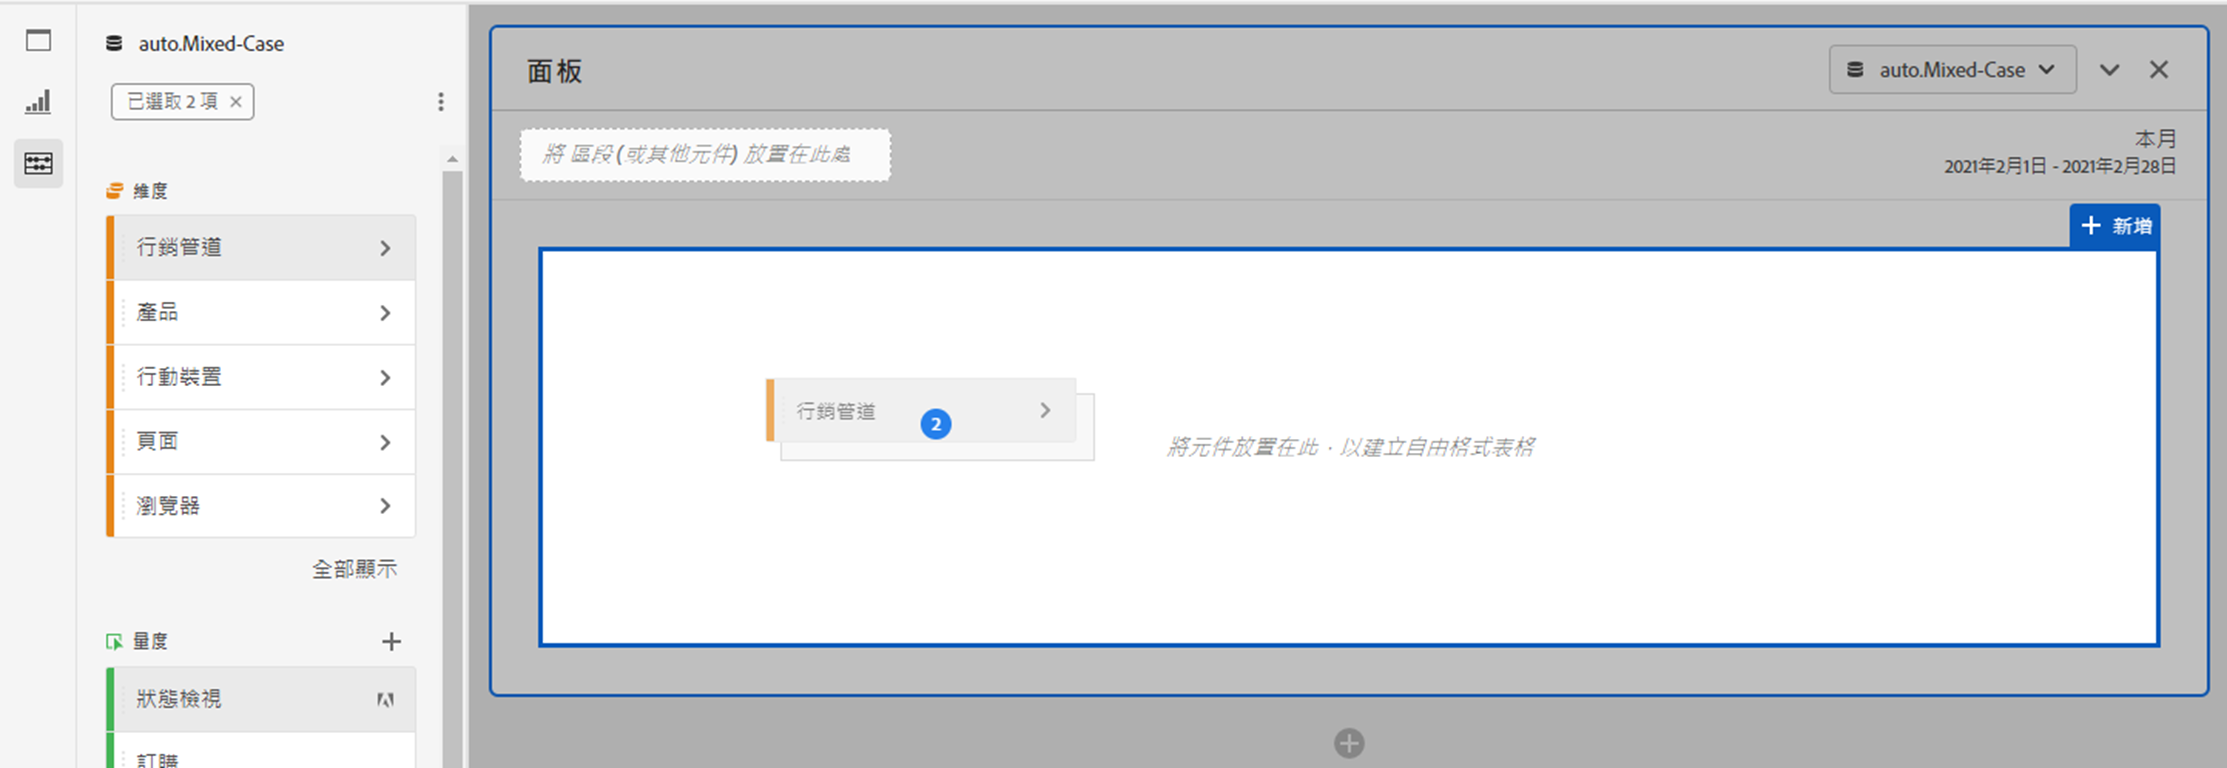 auto.Mixed-Case
已選取 2 項
維度
行銷管道
產品
行動裝置
頁面
瀏覽器
全部顯示
量度
狀態檢視
訂購
面板
auto.Mixed-Case
將 區段 (或其他元件) 放置在此處
本月
2021年2月1日 - 2021年2月28日
新增
行銷管道
2
將元件放置在此，以建立自由格式表格